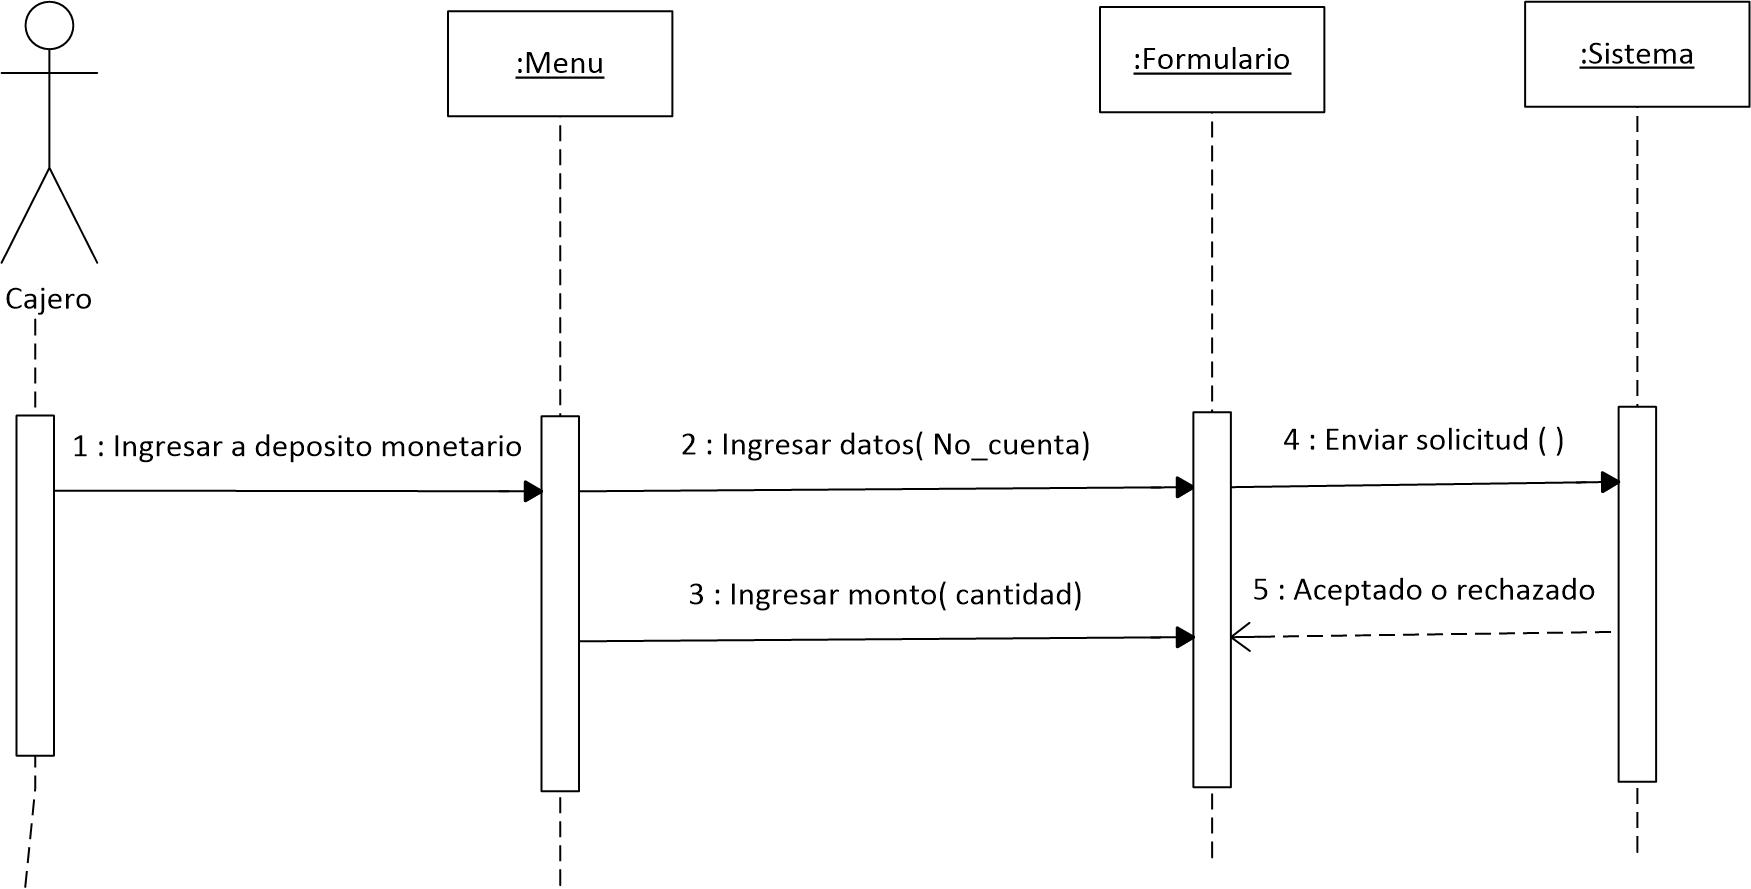 :Menu
:Formulario
:Sistema
Cajero
1 : Ingresar a deposito monetario
2 : Ingresar datos( No_cuenta)
4 : Enviar solicitud ( )
3 : Ingresar monto( cantidad)
5 : Aceptado o rechazado